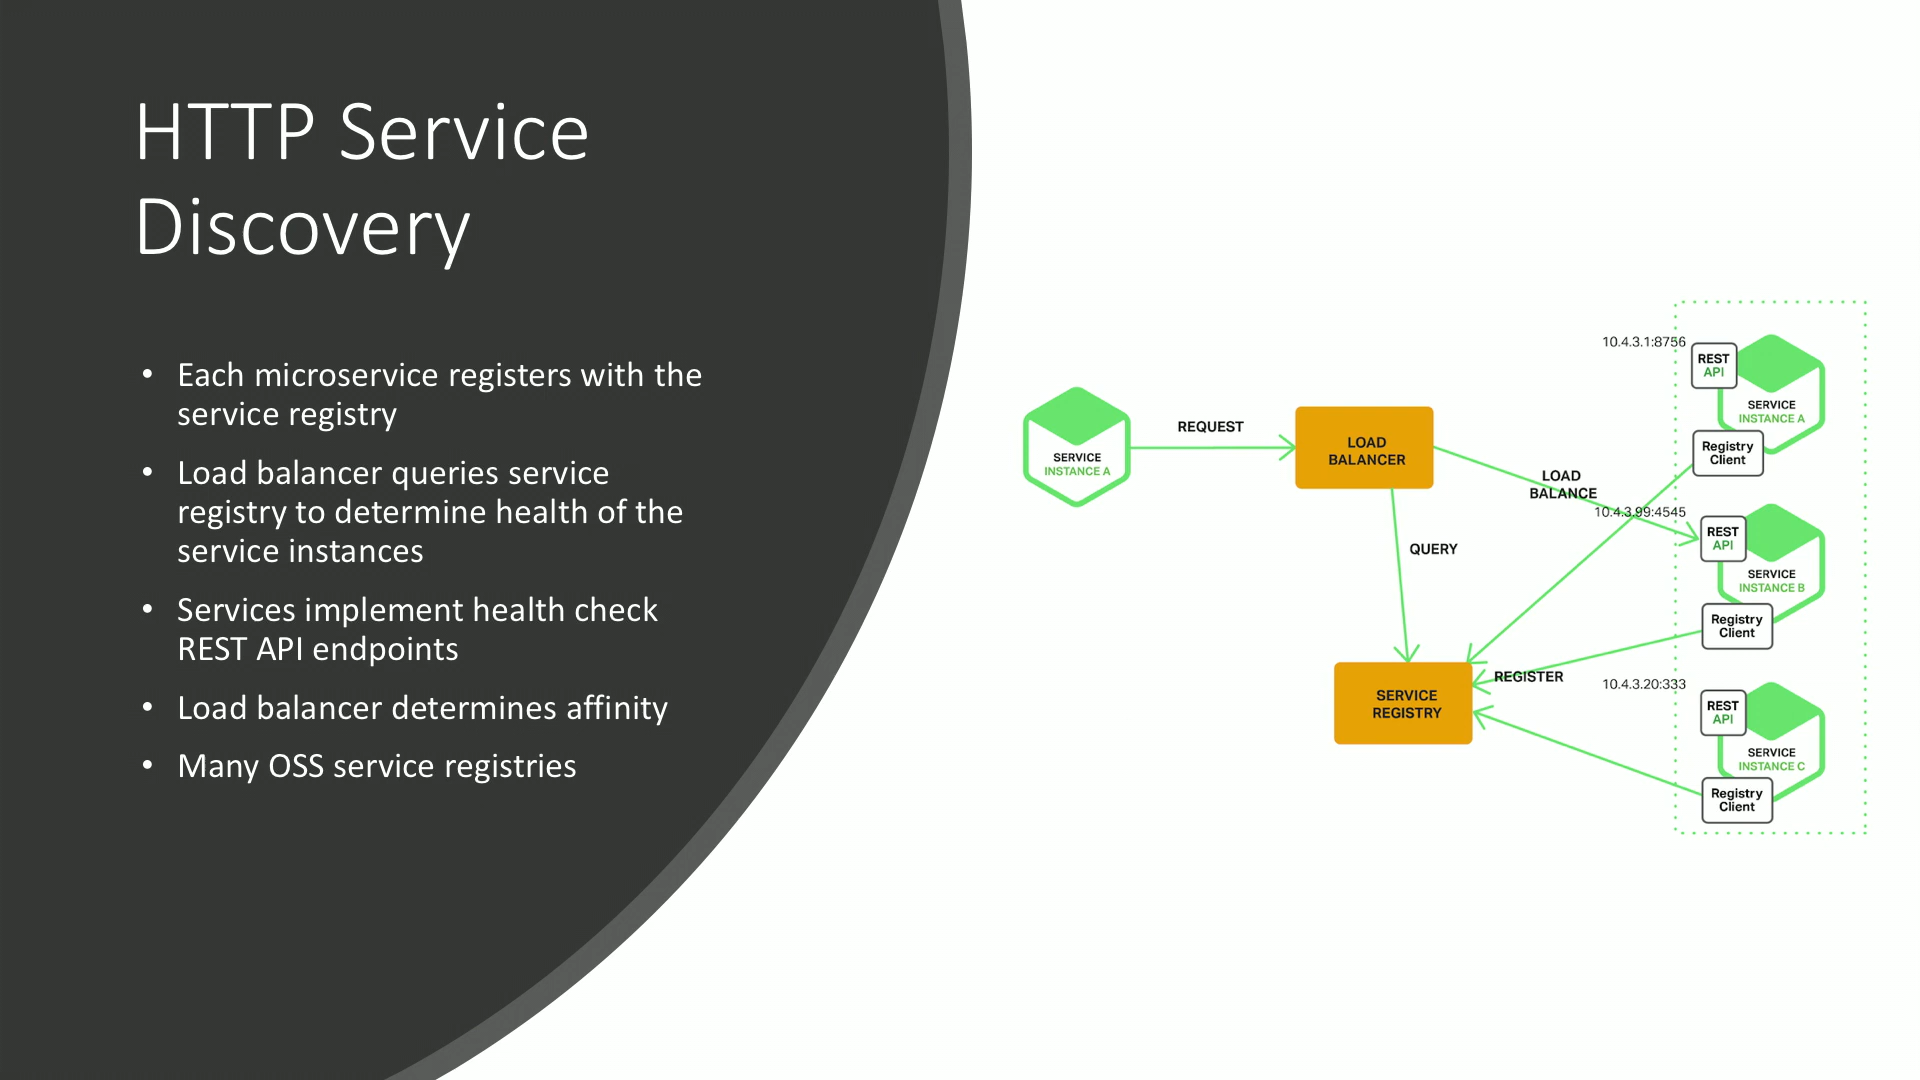 HTTP Service
Discovery
• Each microservice registers with the
service registry
• Load balancer queries service
registry to determine health of the
service instances
• Services implement health check
REST API endpoints
• Load balancer determines affinity
• Many OSS service registries
SERVICE
INSTANCE A
REQUEST
LOAD
BALANCER
QUERY
LOAD
BALANCE
SERVICE
REGISTRY
REGISTER
10.4.3.1:8756
REST
API
SERVICE
INSTANCE A
Registry
Client
10.4.3.99:4545
REST
API
SERVICE
INSTANCE B
Registry
Client
10.4.3.20:333
REST
API
SERVICE
INSTANCE C
Registry
Client